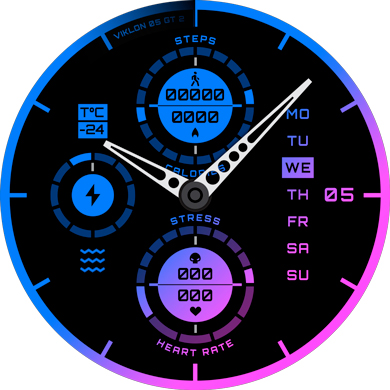 VIKLON 05 GT 2
STEPS
00000
0000
CALORIES
T°C
-24
MO
TU
WE
TH 05
FR
SA
SU
STRESS
000
000
HEART RATE